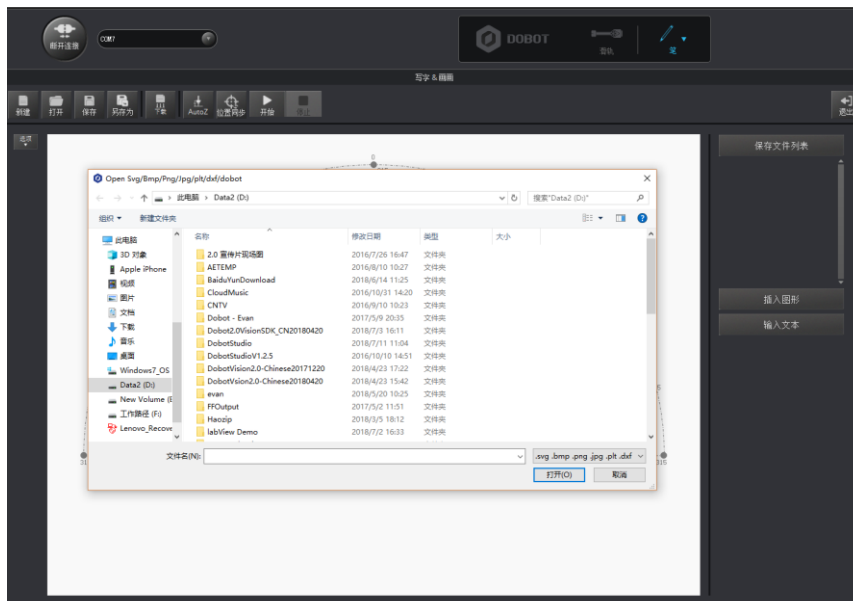 断开连接
COM7
DOBOT
笔
写字 & 画画
新建
打开
保存
另存为
下载
AutoZ
位置同步
开始
退出
选项
0
保存文件列表
插入图形
输入文本
Open Svg/Bmp/Png/Jpg/plt/dxf/dobot
此电脑 > Data2 (D:)
搜索"Data2 (D:)"
组织
新建文件夹
此电脑
3D 对象
Apple iPhone
视频
图片
文档
下载
音乐
桌面
Windows7_OS
Data2 (D:)
New Volume (E
工作路径 (F:)
Lenovo_Recove
名称 修改日期 类型 大小
2.0 宣传片现场图 2016/7/26 16:47 文件夹
AETEMP 2016/8/10 10:27 文件夹
BaiduYunDownload 2018/6/14 11:25 文件夹
CloudMusic 2016/10/31 14:20 文件夹
CNTV 2016/9/10 10:23 文件夹
Dobot - Evan 2017/5/9 20:35 文件夹
Dobot2.0VisionSDK_CN20180420 2018/7/3 16:11 文件夹
DobotStudio 2018/7/11 11:04 文件夹
DobotStudioV1.2.5 2016/10/10 14:51 文件夹
DobotVision2.0-Chinese20171220 2018/4/23 17:22 文件夹
DobotVsion2.0-Chinese20180420 2018/4/23 15:42 文件夹
evan 2018/5/20 10:25 文件夹
FFOutput 2017/5/2 11:51 文件夹
Haozip 2018/3/5 18:12 文件夹
labView Demo 2018/7/2 16:33 文件夹
文件名(N):
.svg .bmp .png .jpg .plt .dxf
打开(O)
取消
315